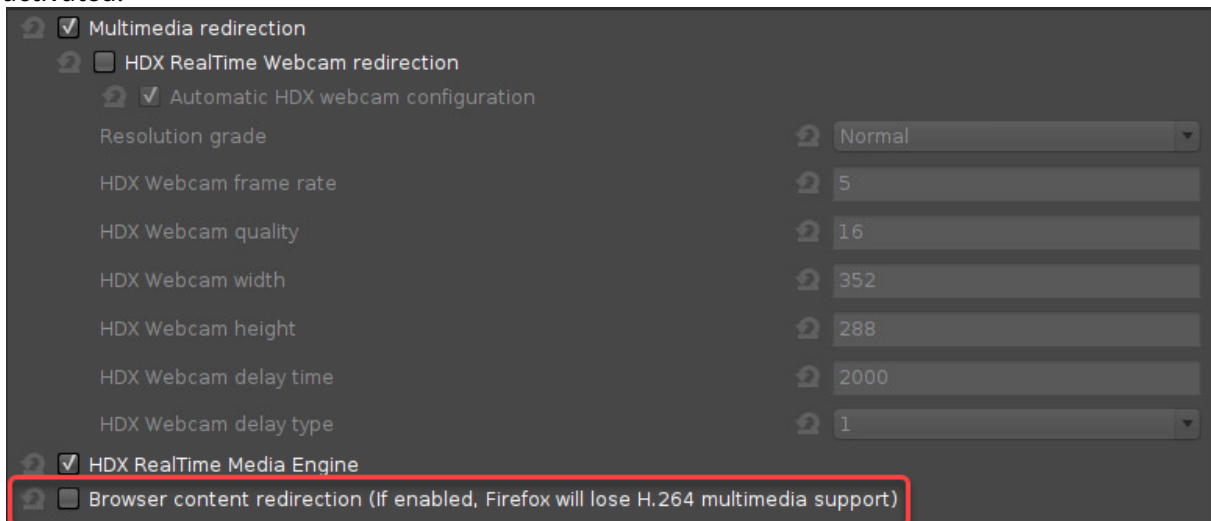 activated.
Multimedia redirection
HDX RealTime Webcam redirection
Automatic HDX webcam configuration
Resolution grade Normal
HDX Webcam frame rate 5
HDX Webcam quality 16
HDX Webcam width 352
HDX Webcam height 288
HDX Webcam delay time 2000
HDX Webcam delay type 1
HDX RealTime Media Engine
Browser content redirection (If enabled, Firefox will lose H.264 multimedia support)